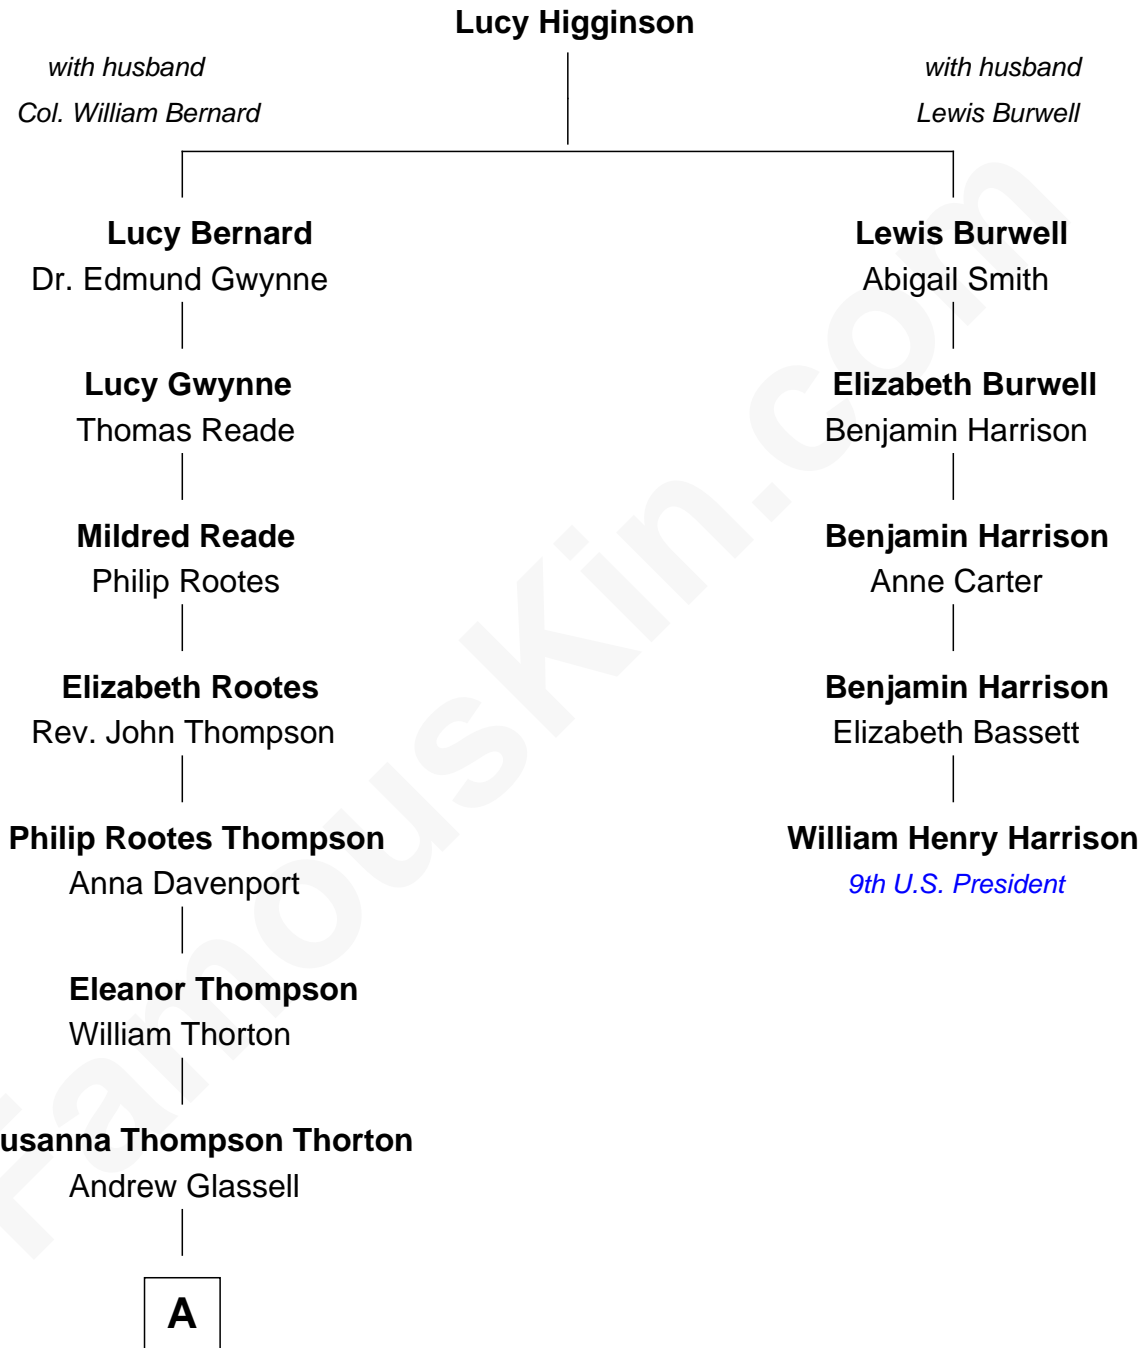 Lucy Higginson
with husband
Col. William Bernard
with husband
Lewis Burwell
Lucy Bernard
Dr. Edmund Gwynne
Lewis Burwell
Abigail Smith
Lucy Gwynne
Thomas Reade
Elizabeth Burwell
Benjamin Harrison
Mildred Reade
Philip Rootes
Benjamin Harrison
Anne Carter
Elizabeth Rootes
Rev. John Thompson
Benjamin Harrison
Elizabeth Bassett
Philip Rootes Thompson
Anna Davenport
William Henry Harrison
9th U.S. President
Eleanor Thompson
William Thorton
usanna Thompson Thorton
Andrew Glassell
A
FamousKin.com